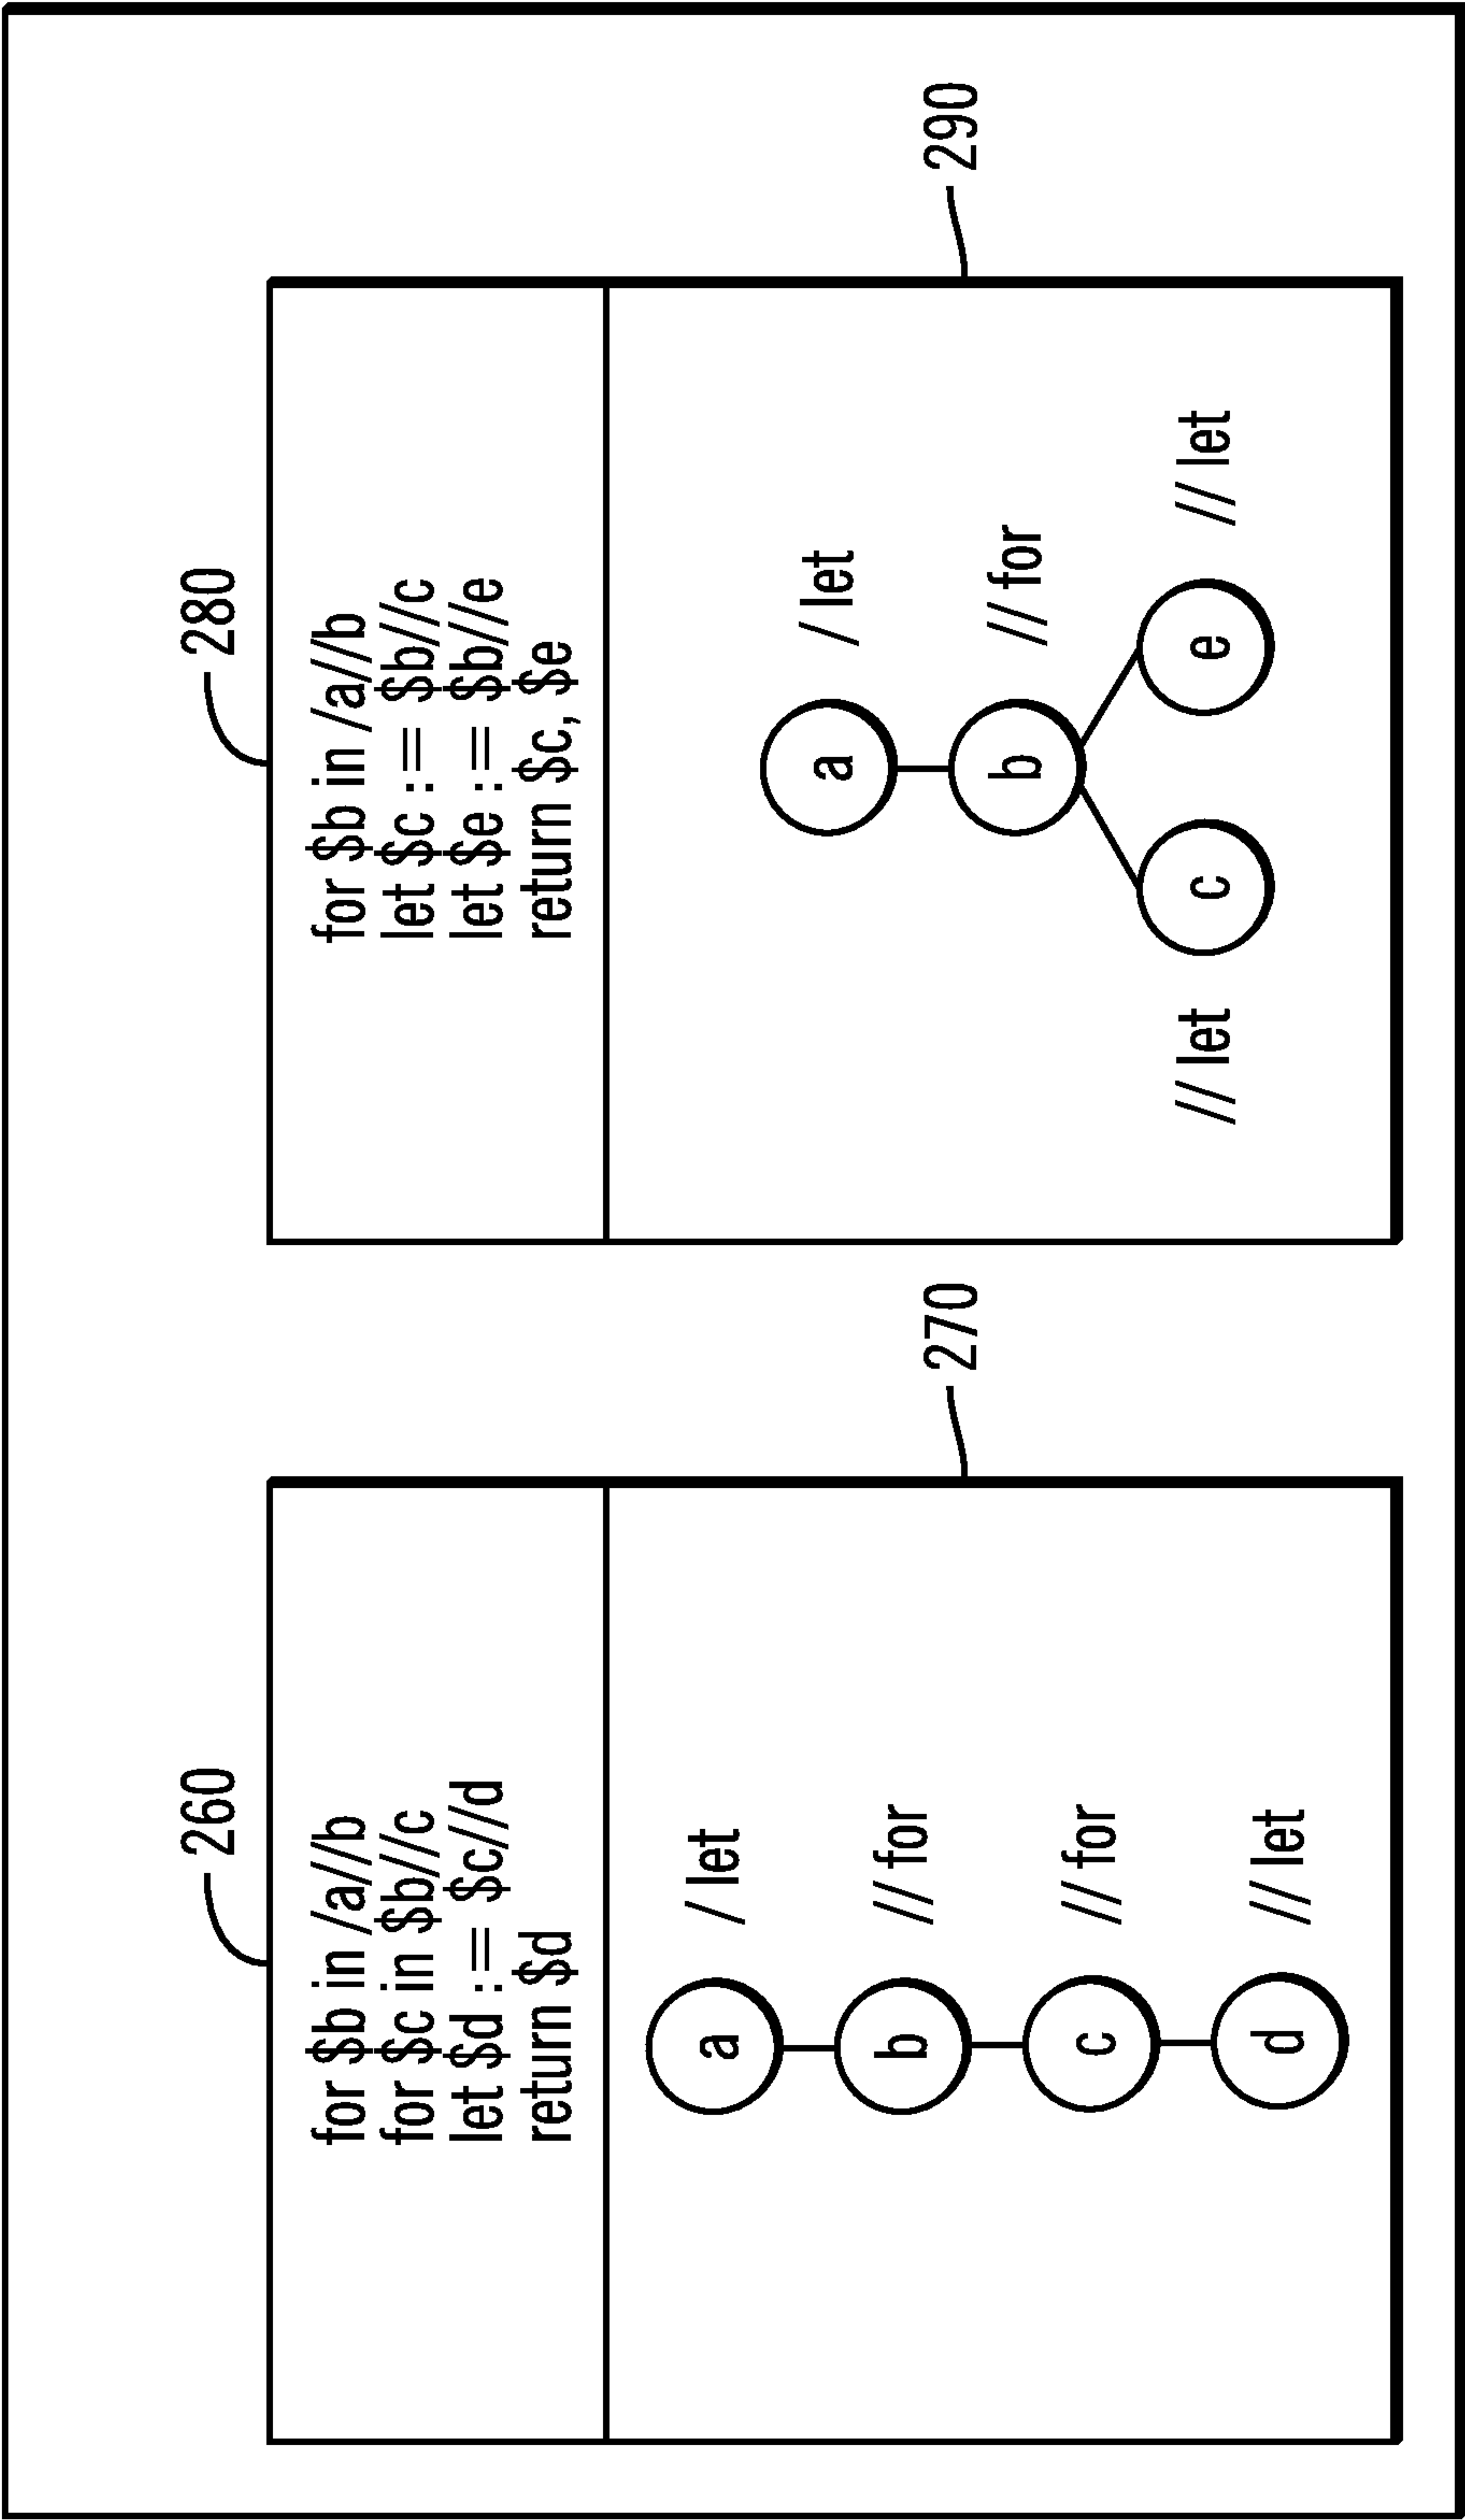 260
for $b in /a//b
for $c in $b//c
let $d := $c//d
return $d
270
a
/ let
b
// for
c
// for
d
// let
280
for $b in /a//b
let $c := $b//c
let $e := $b//e
return $c, $e
290
a
/ let
b
// for
// let
c
e
// let